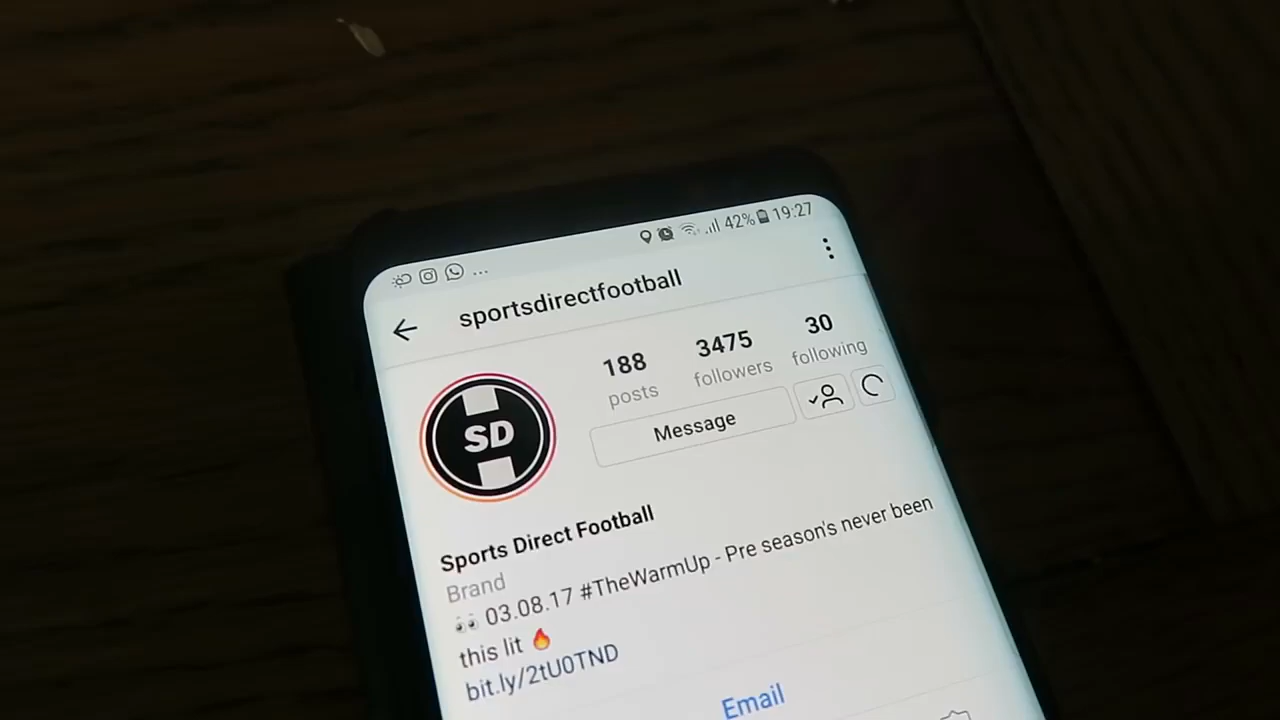 42% 19:27
sportsdirectfootball
188 3475 30
posts followers following
Message
SD
Sports Direct Football
Brand
👀 03.08.17 #TheWarmUp - Pre season's never been
this lit 🔥
bit.ly/2tU0TND
Email